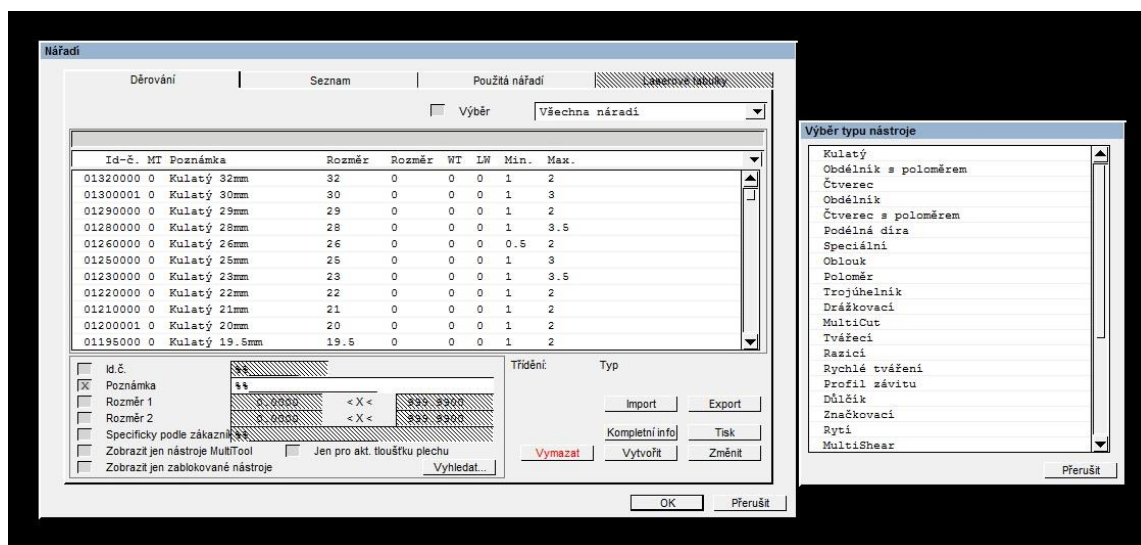 Nářadí
Děrování Seznam Použitá nářadí Laserové tabulky
Výběr Všechna náradí
Id-č. MT Poznámka Rozměr Rozměr WT LW Min. Max.
01320000 0 Kulatý 32mm 32 0 0 0 1 2
01300001 0 Kulatý 30mm 30 0 0 0 1 3
01290000 0 Kulatý 29mm 29 0 0 0 1 2
01280000 0 Kulatý 28mm 28 0 0 0 1 3.5
01260000 0 Kulatý 26mm 26 0 0 0 0.5 2
01250000 0 Kulatý 25mm 25 0 0 0 1 3
01230000 0 Kulatý 23mm 23 0 0 0 1 3.5
01220000 0 Kulatý 22mm 22 0 0 0 1 2
01210000 0 Kulatý 21mm 21 0 0 0 1 2
01200001 0 Kulatý 20mm 20 0 0 0 1 2
01195000 0 Kulatý 19.5mm 19.5 0 0 0 1 2
Id.č. %%
X Poznámka %%
Rozměr 1 0.0000 < X < 999.9900
Rozměr 2 0.0000 < X < 999.9900
Specificky podle zákazník %%
Zobrazit jen nástroje MultiTool Jen pro akt. tloušťku plechu
Zobrazit jen zablokované nástroje Vyhledat...
Třídění: Typ
Import Export
Kompletní info Tisk
Vymazat Vytvořit Změnit
OK Přerušit
Výběr typu nástroje
Kulatý
Obdélník s poloměrem
Čtverec
Obdélník
Čtverec s poloměrem
Podélná díra
Speciální
Oblouk
Poloměr
Trojúhelník
Drážkovací
MultiCut
Tvářecí
Razicí
Rychlé tváření
Profil závitu
Důlčík
Značkovací
Rytí
MultiShear
Přerušit